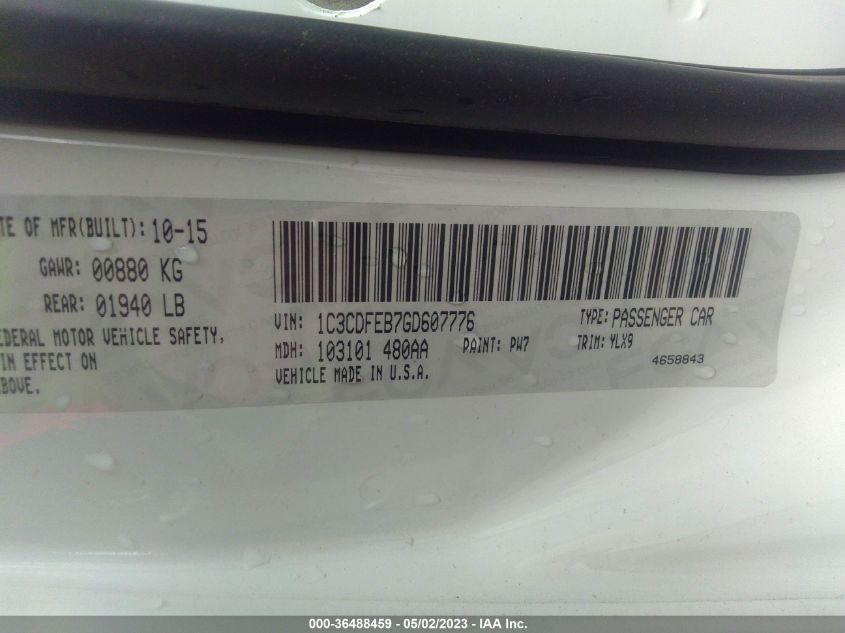 TE OF MFR(BUILT): 10-15
GAWR: 00880 KG
REAR: 01940 LB
FEDERAL MOTOR VEHICLE SAFETY,
IN EFFECT ON
ABOVE.
VIN: 1C3CDFEB7GD607776 TYPE: PASSENGER CAR
MDH: 103101 480AA PAINT: PW7 TRIM: YLX9
VEHICLE MADE IN U.S.A. 4658843
000-36488459 - 05/02/2023 - IAA Inc.